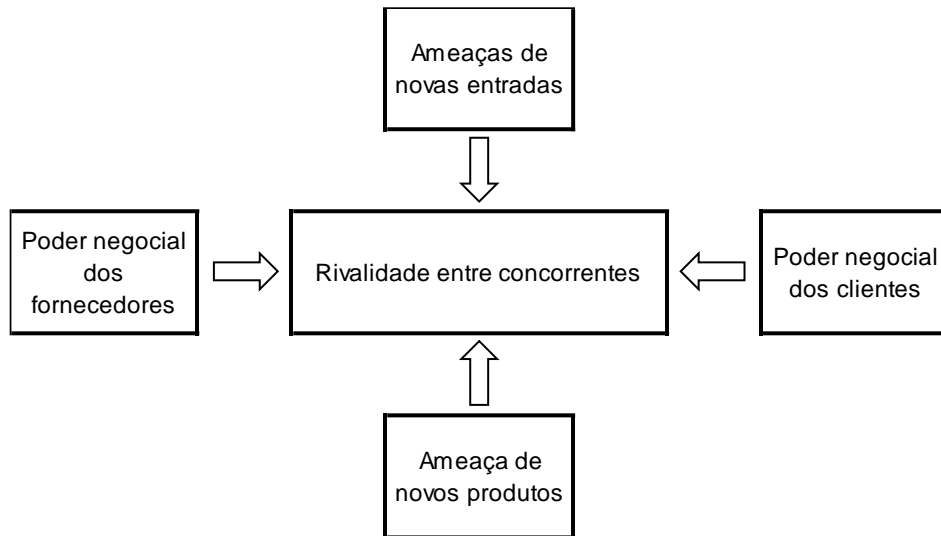 Ameaças de
novas entradas
Poder negocial
dos
fornecedores
Rivalidade entre concorrentes
Poder negocial
dos clientes
Ameaça de
novos produtos